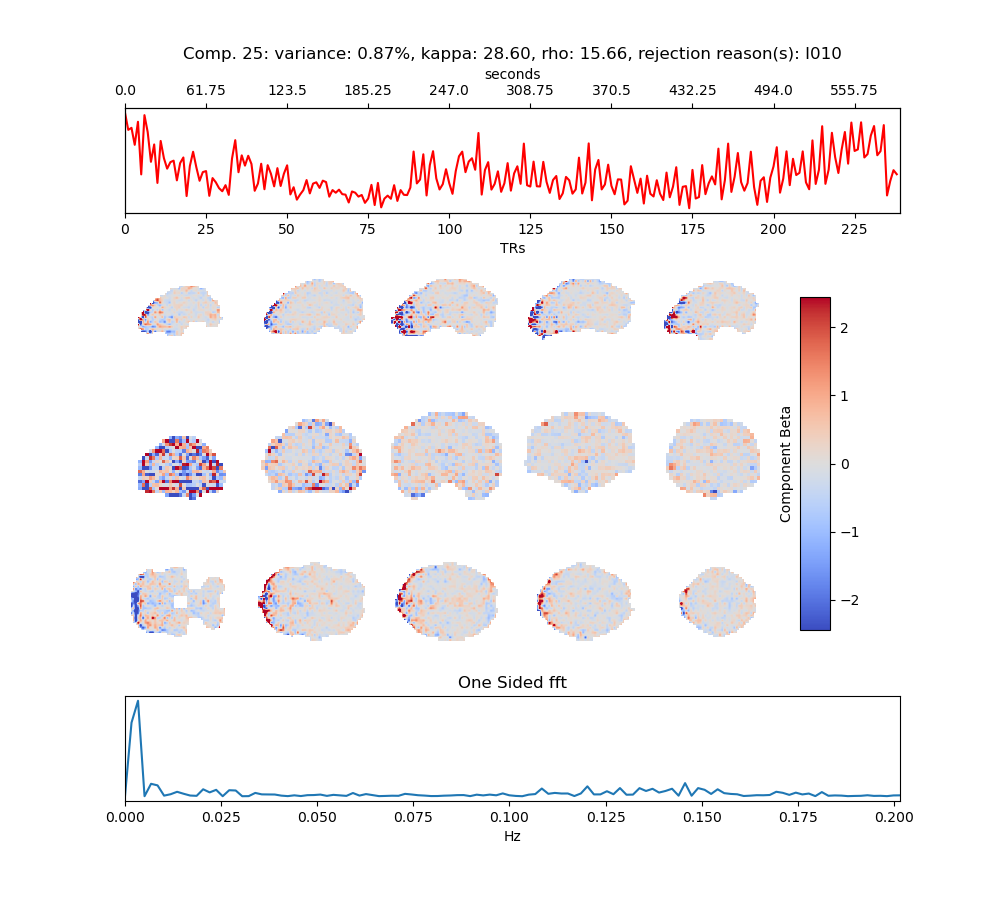 Comp. 25: variance: 0.87%, kappa: 28.60, rho: 15.66, rejection reason(s): I010
seconds
0.0 61.75 123.5 185.25 247.0 308.75 370.5 432.25 494.0 555.75
0 25 50 75 100 125 150 175 200 225
TRs
2
1
0
−1
−2
Component Beta
One Sided fft
0.000 0.025 0.050 0.075 0.100 0.125 0.150 0.175 0.200
Hz